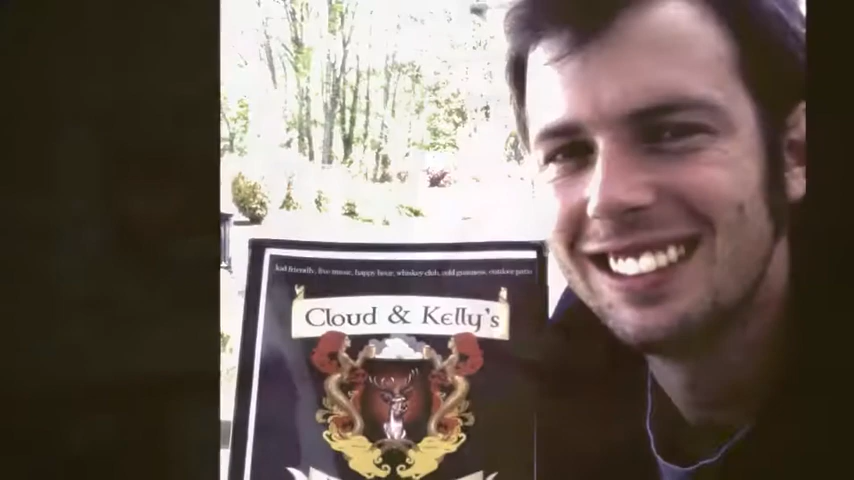 kid friendly, live music, happy hour, whiskey club, cold guinness, outdoor patio
Cloud & Kelly's